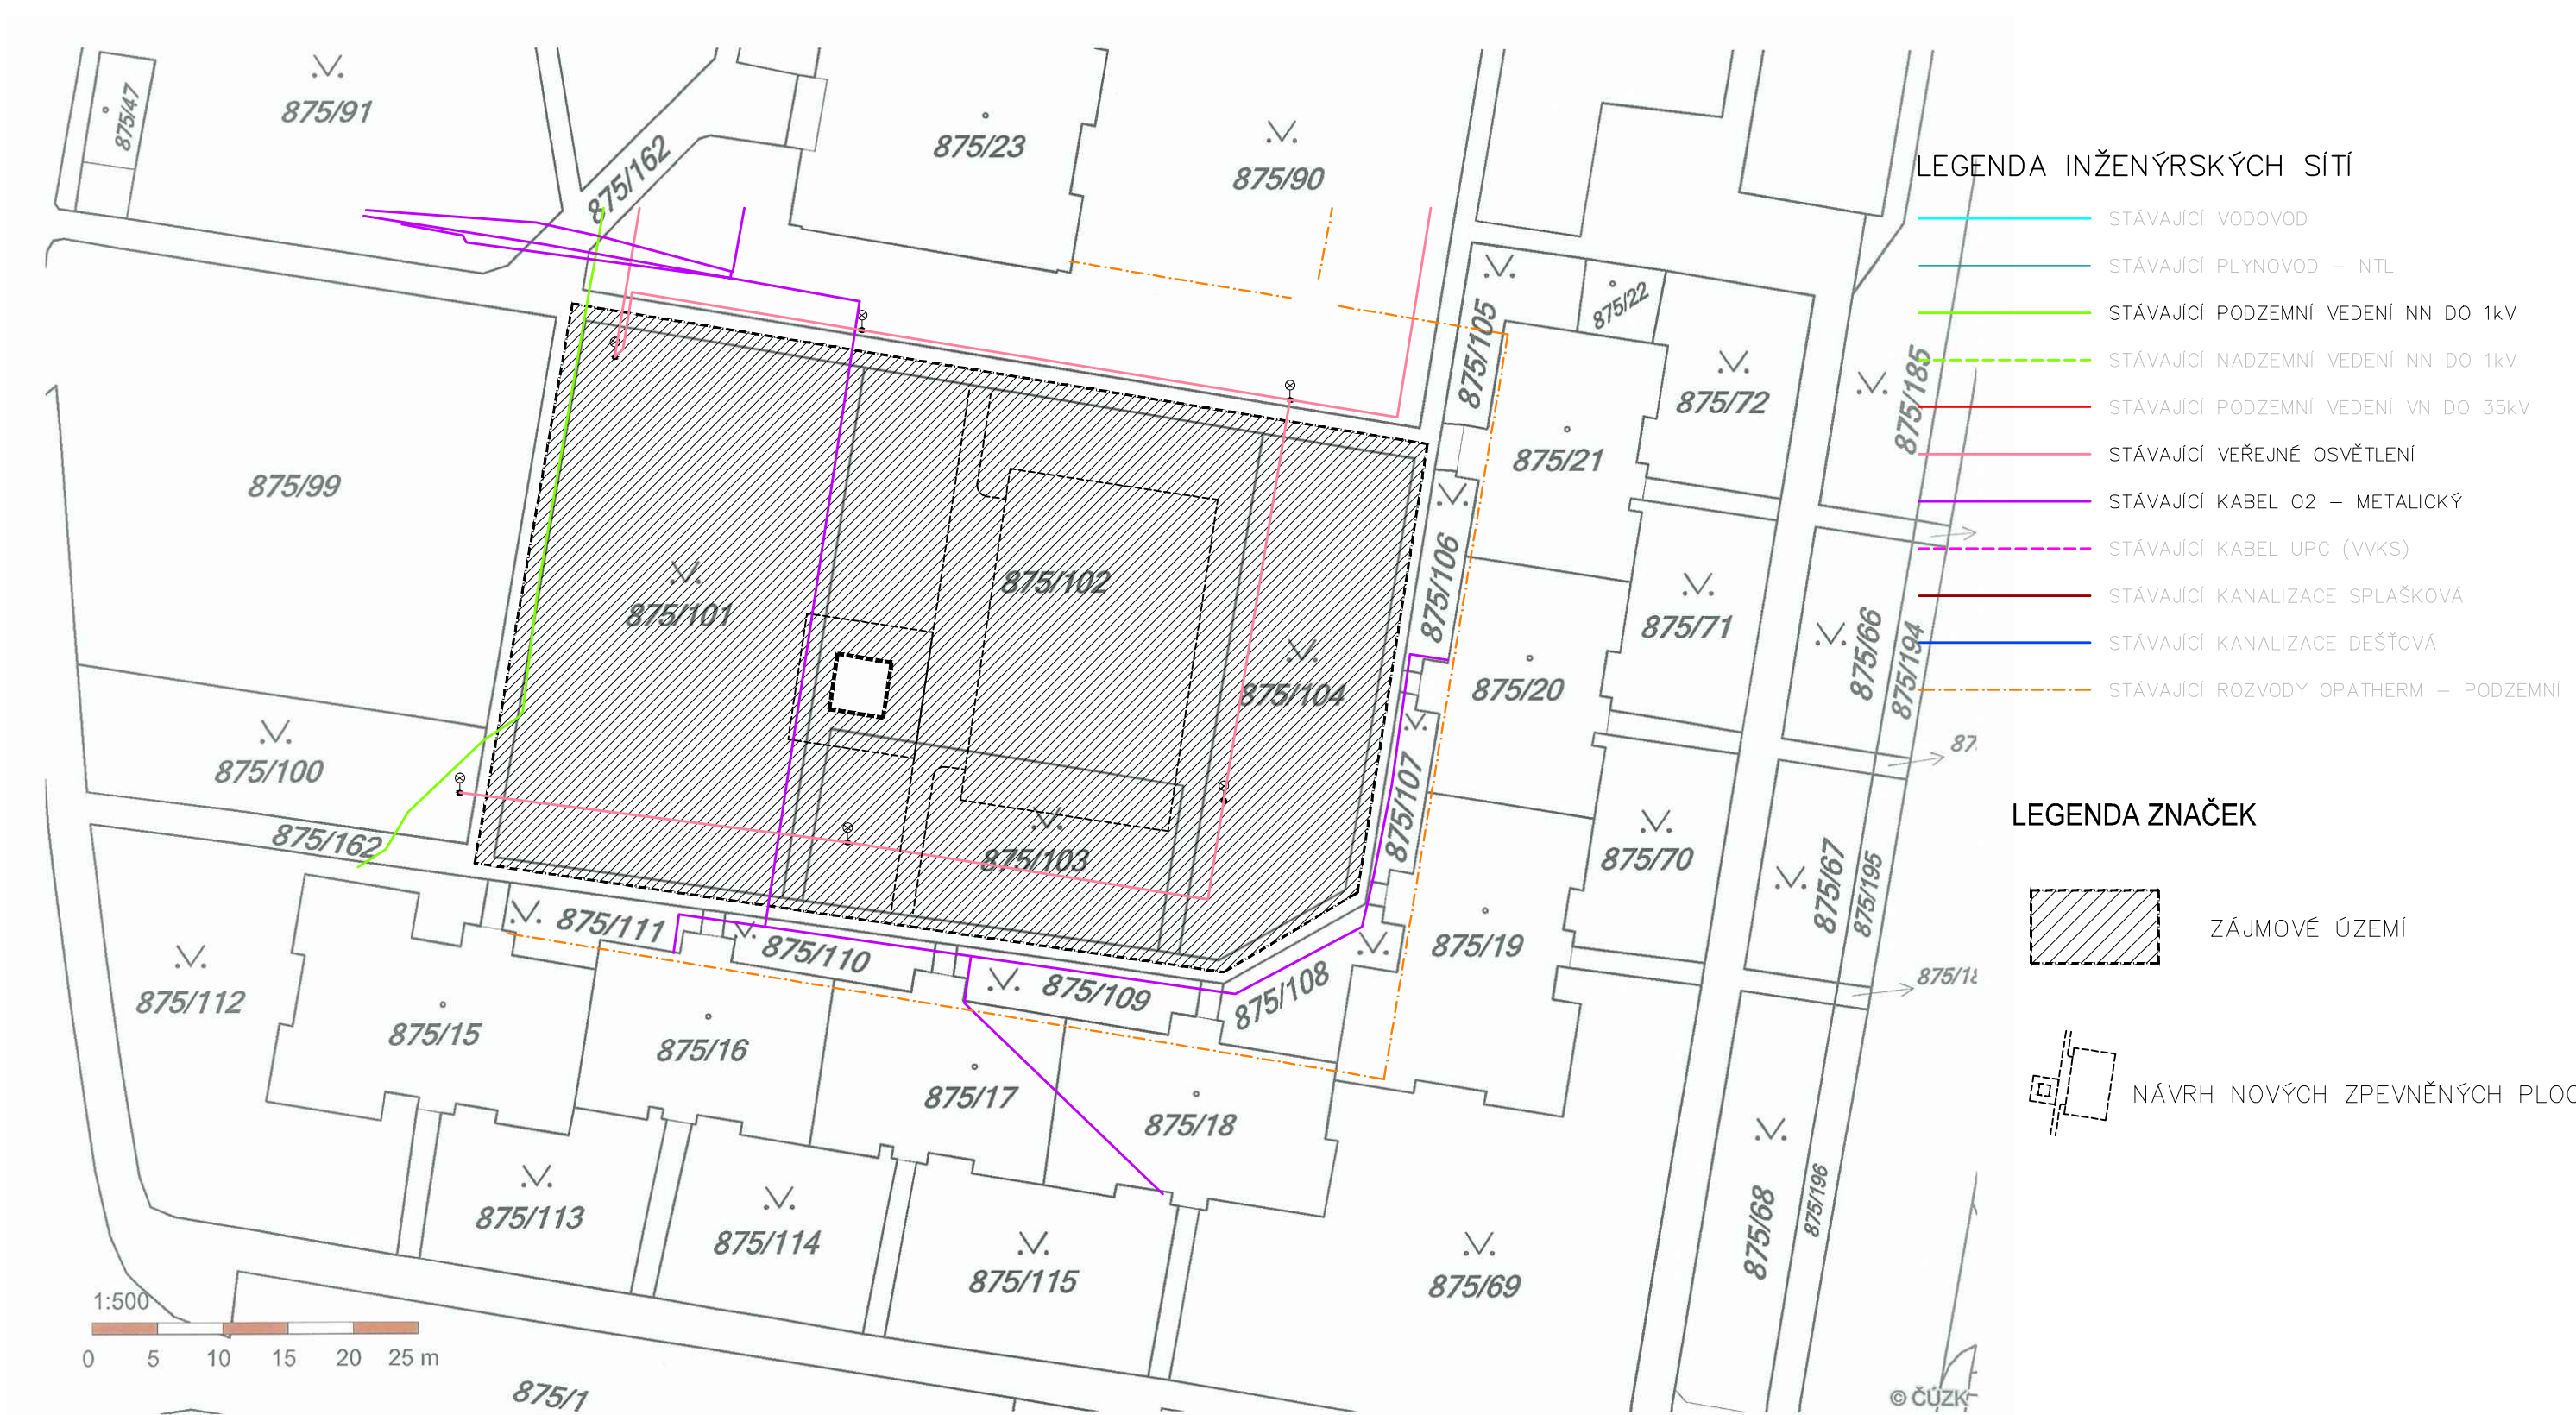 875/47
875/91
875/162
875/23
875/90
875/105
875/22
875/185
875/72
875/21
875/99
875/102
875/101
875/106
875/71
875/66
875/194
875/104
875/20
875/100
875/162
875/107
875/103
875/70
875/67
875/195
875/111
875/110
875/109
875/108
875/19
875/112
875/15
875/16
875/17
875/18
875/113
875/114
875/115
875/69
875/68
875/196
875/1
1:500
0 5 10 15 20 25 m
© ČÚZK
LEGENDA INŽENÝRSKÝCH SÍTÍ
STÁVAJÍCÍ VODOVOD
STÁVAJÍCÍ PLYNOVOD – NTL
STÁVAJÍCÍ PODZEMNÍ VEDENÍ NN DO 1kV
STÁVAJÍCÍ NADZEMNÍ VEDENÍ NN DO 1kV
STÁVAJÍCÍ PODZEMNÍ VEDENÍ VN DO 35kV
STÁVAJÍCÍ VEŘEJNÉ OSVĚTLENÍ
STÁVAJÍCÍ KABEL O2 – METALICKÝ
STÁVAJÍCÍ KABEL UPC (VVKS)
STÁVAJÍCÍ KANALIZACE SPLAŠKOVÁ
STÁVAJÍCÍ KANALIZACE DEŠŤOVÁ
STÁVAJÍCÍ ROZVODY OPATHERM – PODZEMNÍ
LEGENDA ZNAČEK
ZÁJMOVÉ ÚZEMÍ
NÁVRH NOVÝCH ZPEVNĚNÝCH